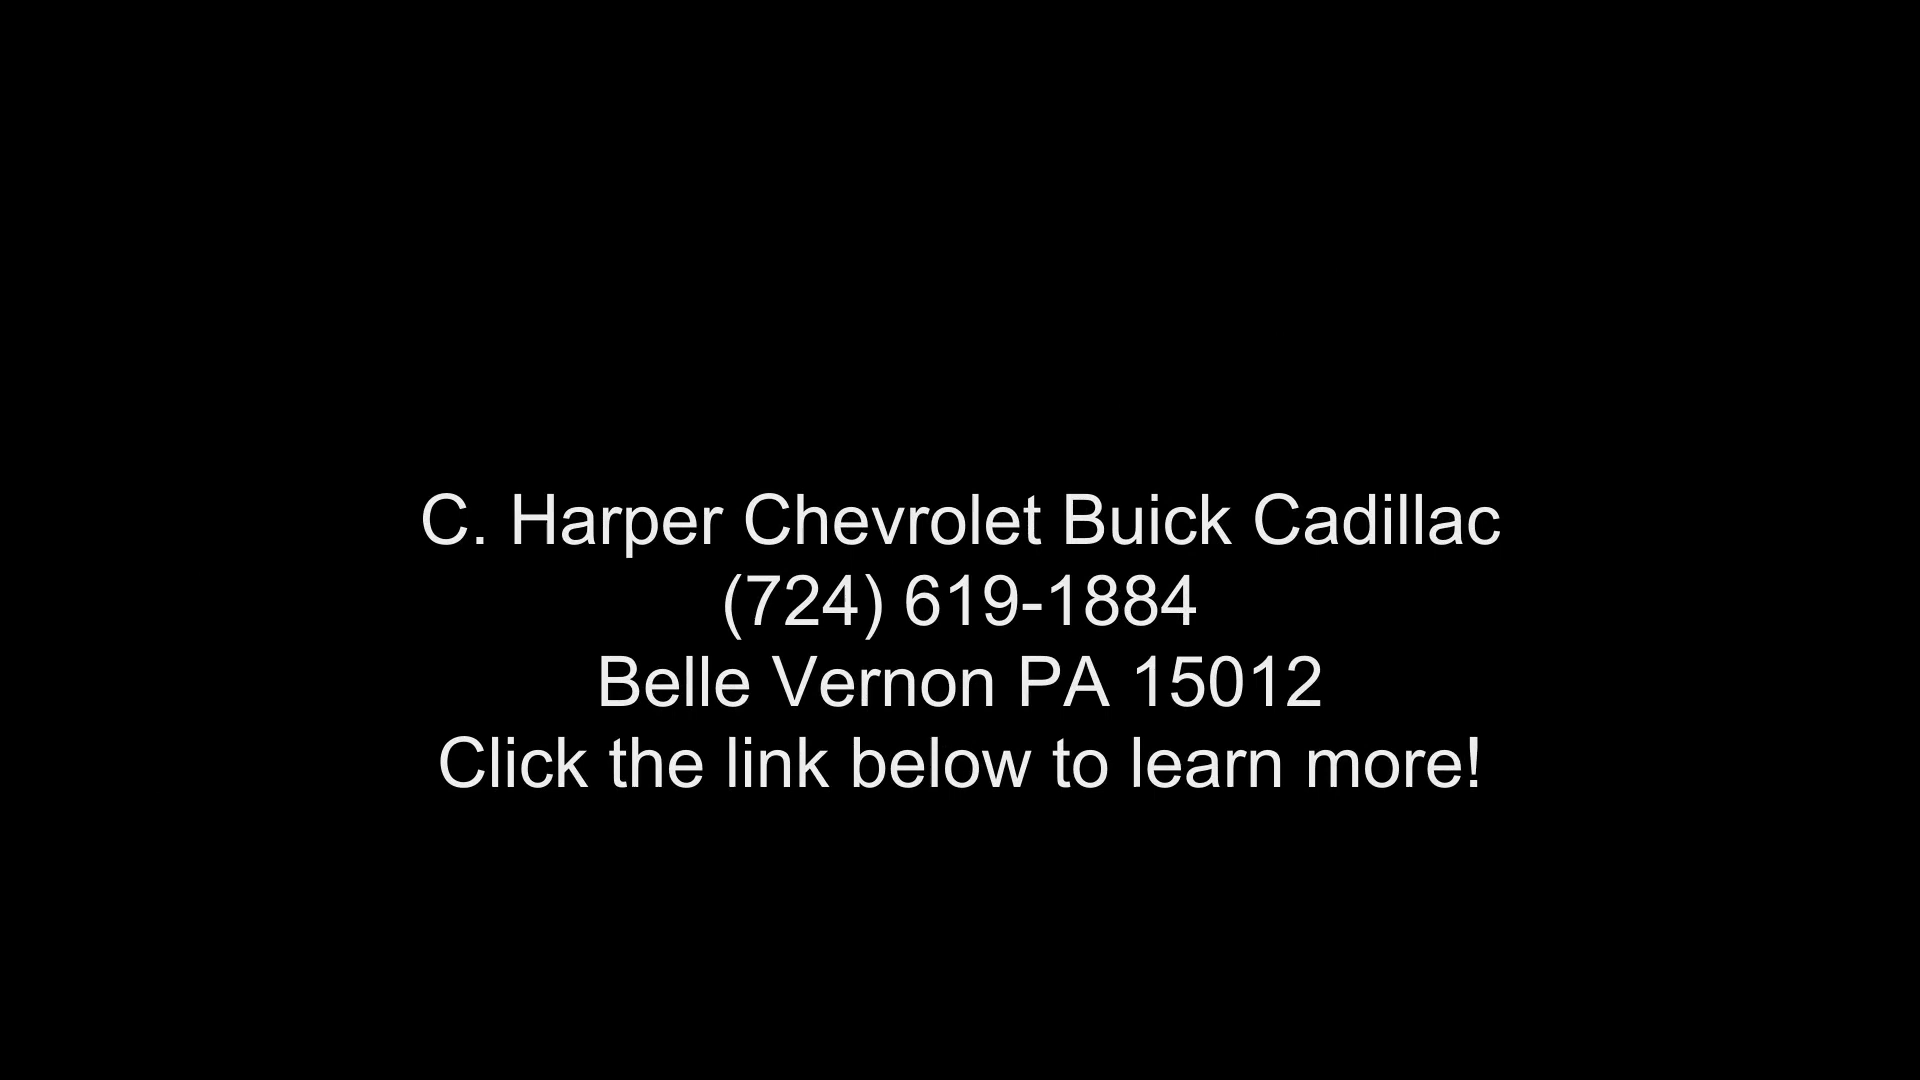 C. Harper Chevrolet Buick Cadillac
(724) 619-1884
Belle Vernon PA 15012
Click the link below to learn more!